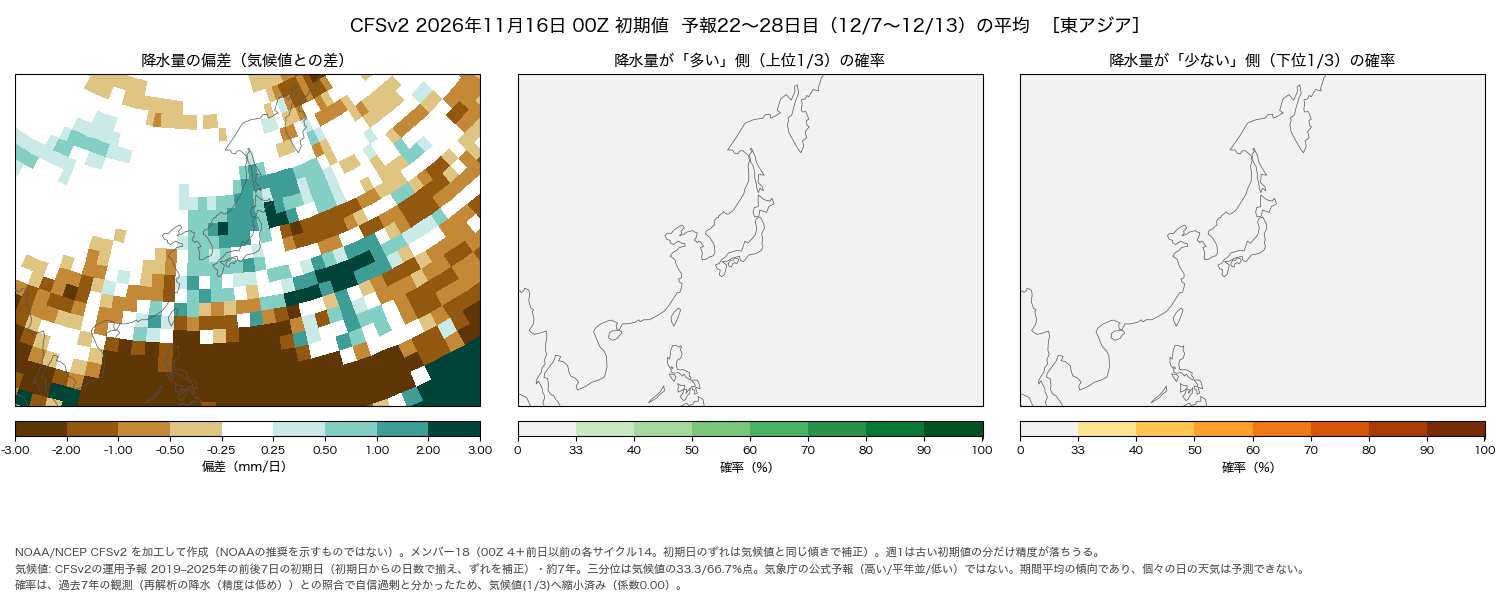 CFSv2 2026年11月16日 00Z 初期値 予報22〜28日目（12/7〜12/13）の平均 ［東アジア］
降水量の偏差（気候値との差）
降水量が「多い」側（上位1/3）の確率
降水量が「少ない」側（下位1/3）の確率
-3.00 -2.00 -1.00 -0.50 -0.25 0.25 0.50 1.00 2.00 3.00
偏差（mm/日）
0 33 40 50 60 70 80 90 100
確率（%）
0 33 40 50 60 70 80 90 100
確率（%）
NOAA/NCEP CFSv2 を加工して作成（NOAAの推奨を示すものではない）。メンバー18（00Z 4＋前日以前の各サイクル14。初期日のずれは気候値と同じ傾きで補正）。週1は古い初期値の分だけ精度が落ちうる。
気候値: CFSv2の運用予報 2019–2025年の前後7日の初期日（初期日からの日数で揃え、ずれを補正）・約7年。三分位は気候値の33.3/66.7%点。気象庁の公式予報（高い/平年並/低い）ではない。期間平均の傾向であり、個々の日の天気は予測できない。
確率は、過去7年の観測（再解析の降水（精度は低め））との照合で自信過剰と分かったため、気候値(1/3)へ縮小済み（係数0.00）。